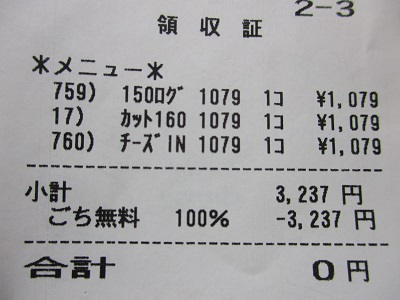 2-3
領収証
*メニュー*
759) 150ログ 1079 1コ ¥1,079
17) カット160 1079 1コ ¥1,079
760) チーズIN 1079 1コ ¥1,079
小計 3,237 円
ごち無料 100% -3,237 円
合計 0 円